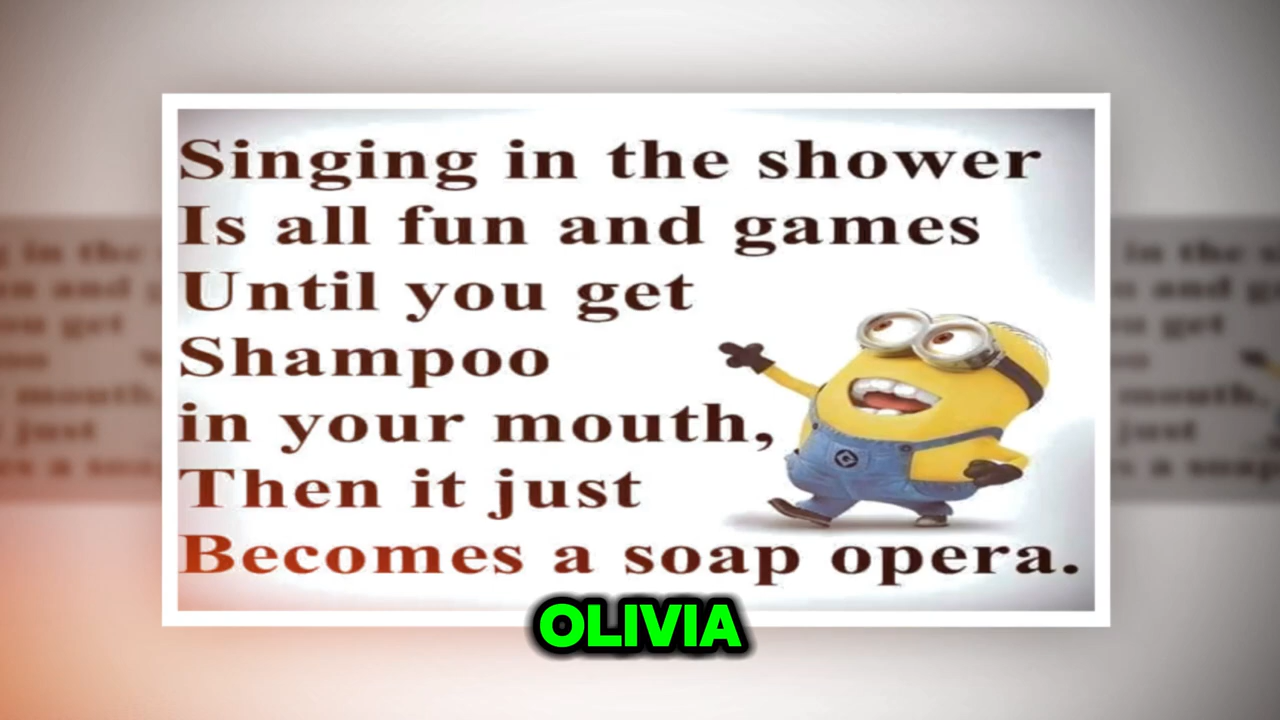 Singing in the shower
Is all fun and games
Until you get
Shampoo
in your mouth,
Then it just
Becomes a soap opera.
OLIVIA